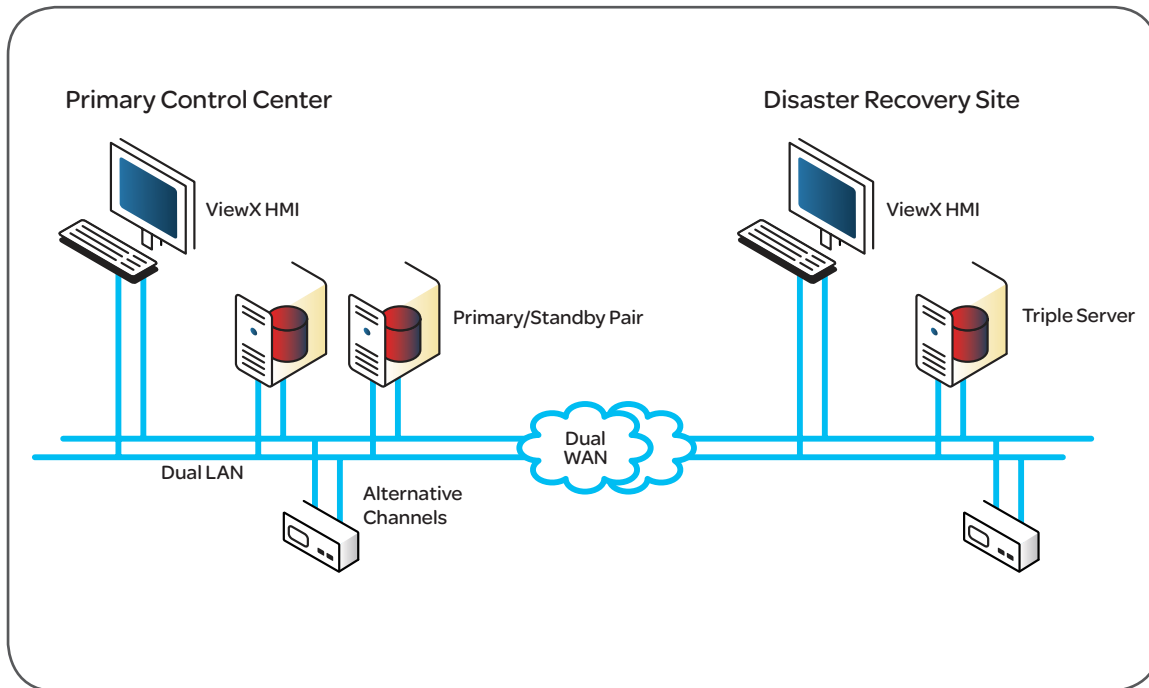 Primary Control Center
Disaster Recovery Site
ViewX HMI
ViewX HMI
Primary/Standby Pair
Triple Server
Dual
WAN
Dual LAN
Alternative
Channels